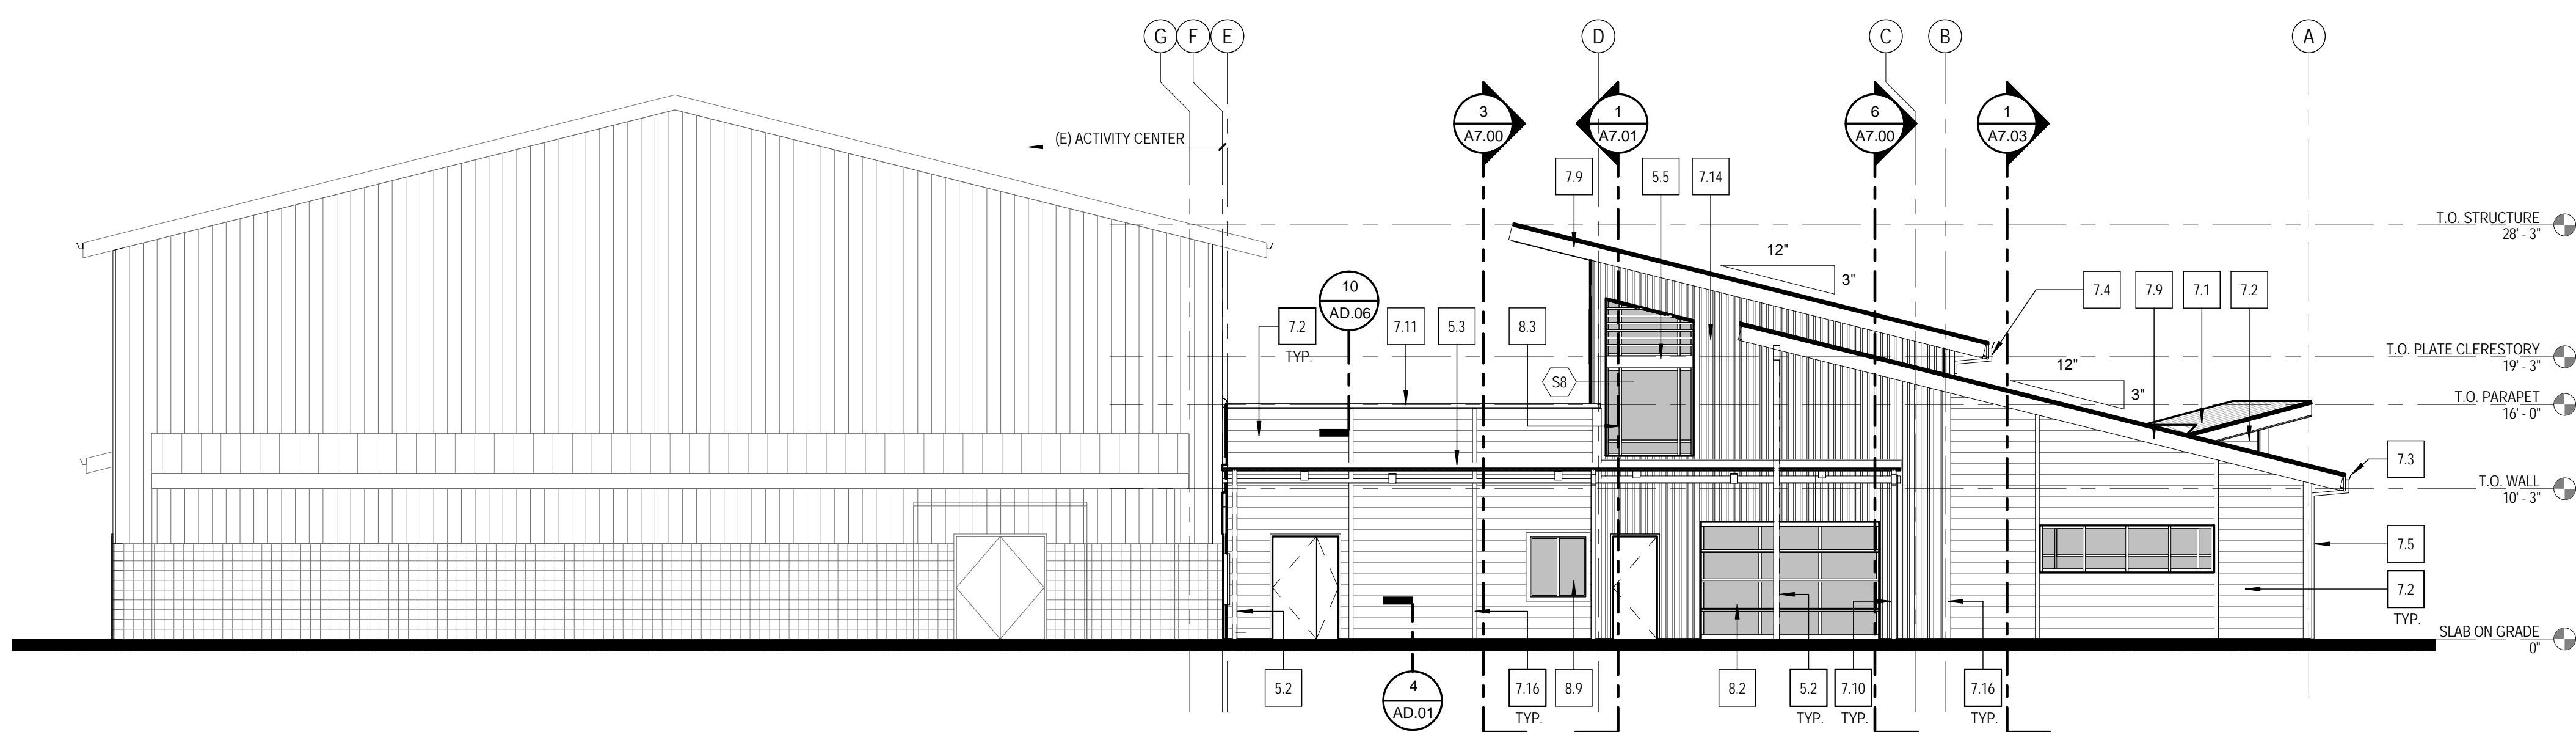 G F E D C B A
3
A7.00
1
A7.01
6
A7.00
1
A7.03
(E) ACTIVITY CENTER
7.9 5.5 7.14
T.O. STRUCTURE
28' - 3"
12"
3"
10
AD.06
7.2
TYP.
7.11 5.3 8.3
7.4 7.9 7.1 7.2
T.O. PLATE CLERESTORY
19' - 3"
12"
3"
S8
T.O. PARAPET
16' - 0"
7.3
T.O. WALL
10' - 3"
7.5
7.2
TYP.
SLAB ON GRADE
0"
5.2
4
AD.01
7.16
TYP.
8.9
8.2
5.2
TYP.
7.10
TYP.
7.16
TYP.